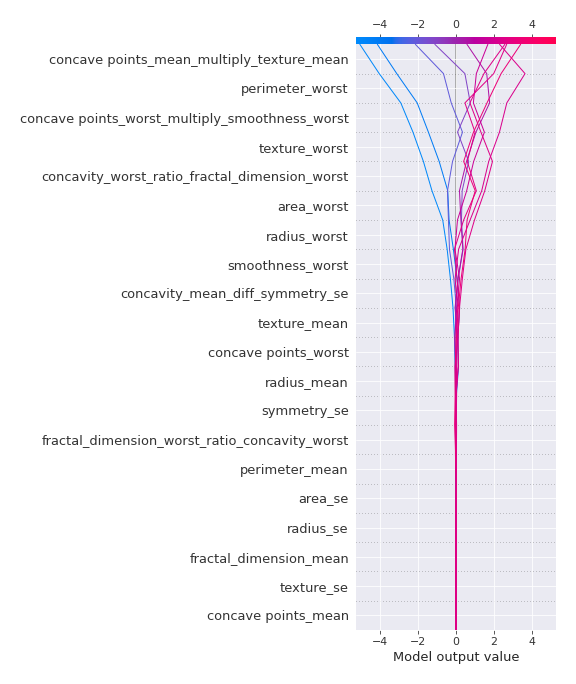 −4 −2 0 2 4
concave points_mean_multiply_texture_mean
perimeter_worst
concave points_worst_multiply_smoothness_worst
texture_worst
concavity_worst_ratio_fractal_dimension_worst
area_worst
radius_worst
smoothness_worst
concavity_mean_diff_symmetry_se
texture_mean
concave points_worst
radius_mean
symmetry_se
fractal_dimension_worst_ratio_concavity_worst
perimeter_mean
area_se
radius_se
fractal_dimension_mean
texture_se
concave points_mean
−4 −2 0 2 4
Model output value